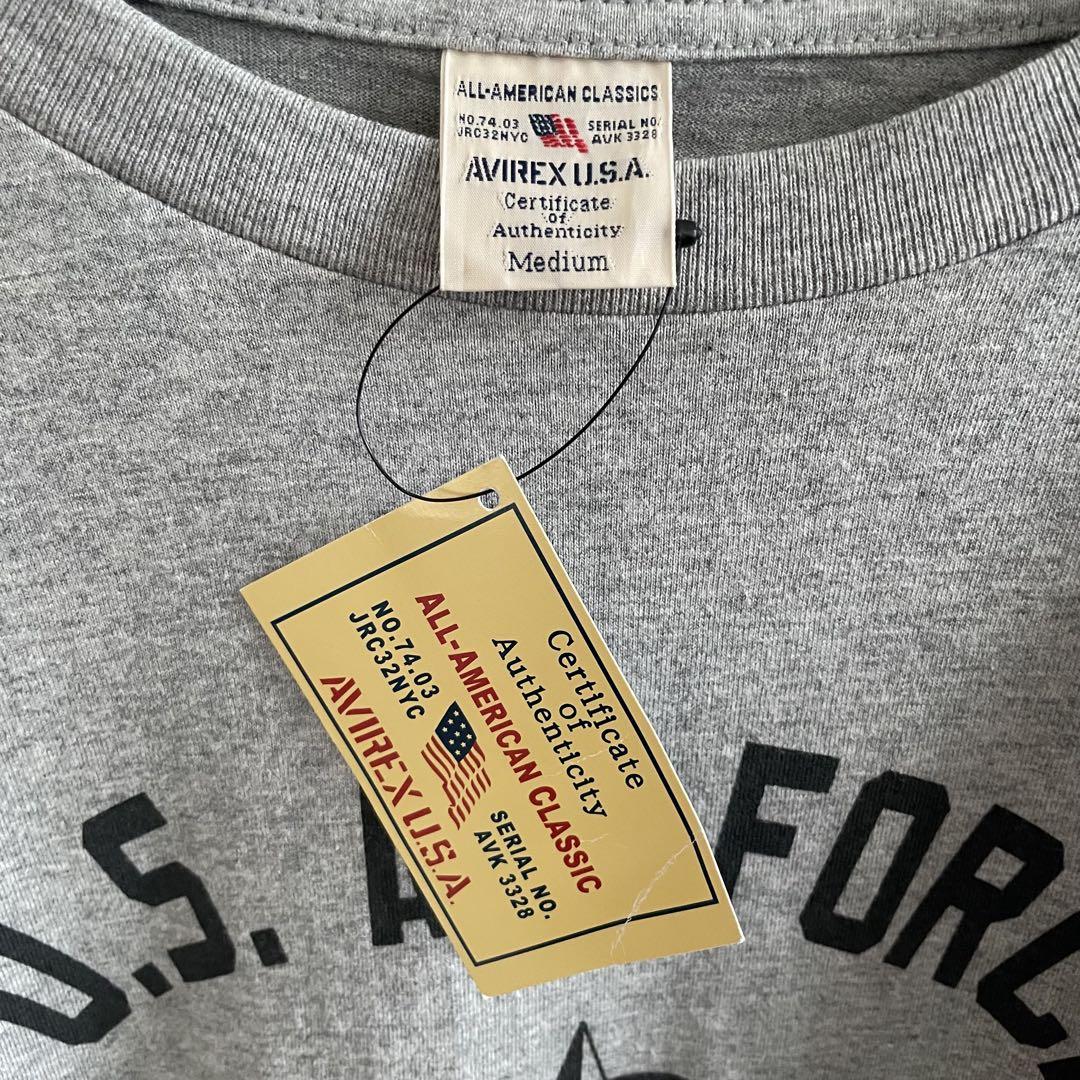 ALL-AMERICAN CLASSICS
NO.74.03
JRC32NYC
SERIAL NO.
AVK 3328
AVIREX U.S.A.
Certificate
of
Authenticity
Medium
Certificate
of
Authenticity
ALL-AMERICAN CLASSIC
NO.74.03
JRC32NYC
SERIAL NO.
AVK 3328
AVIREX U.S.A.
U.S. A FORC